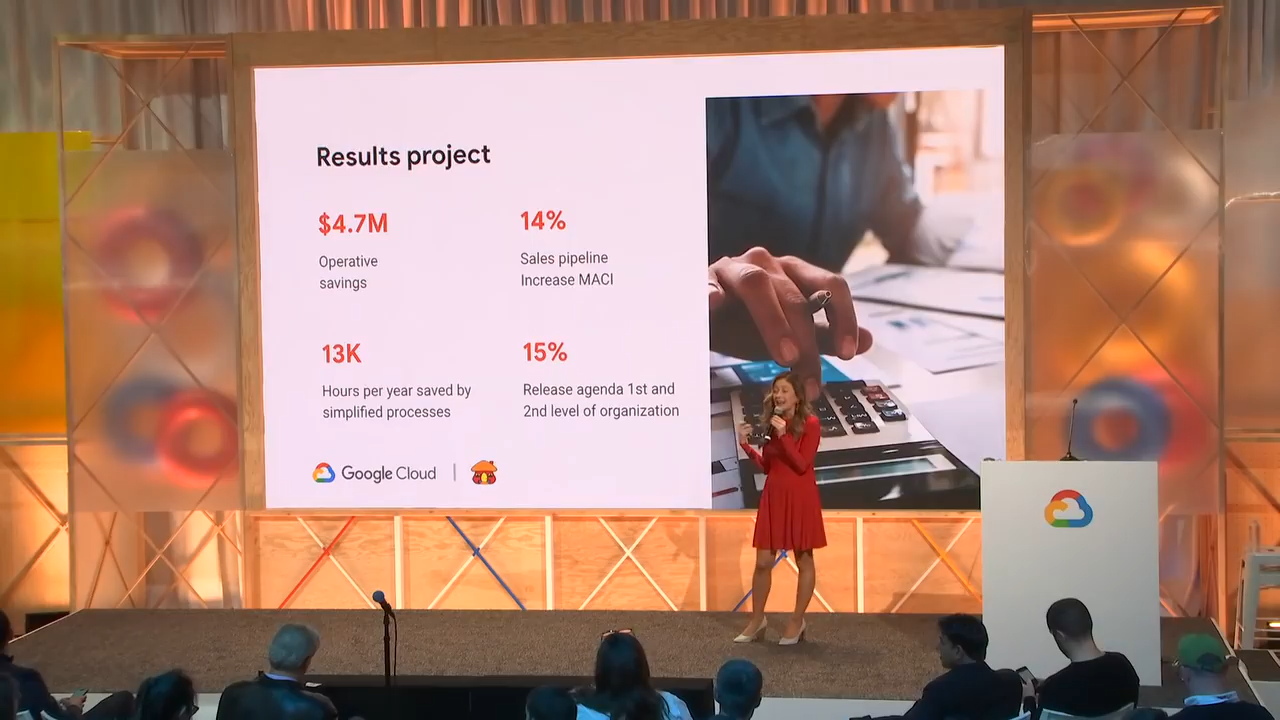 Results project
$4.7M
Operative
savings
14%
Sales pipeline
Increase MACI
13K
Hours per year saved by
simplified processes
15%
Release agenda 1st and
2nd level of organization
Google Cloud